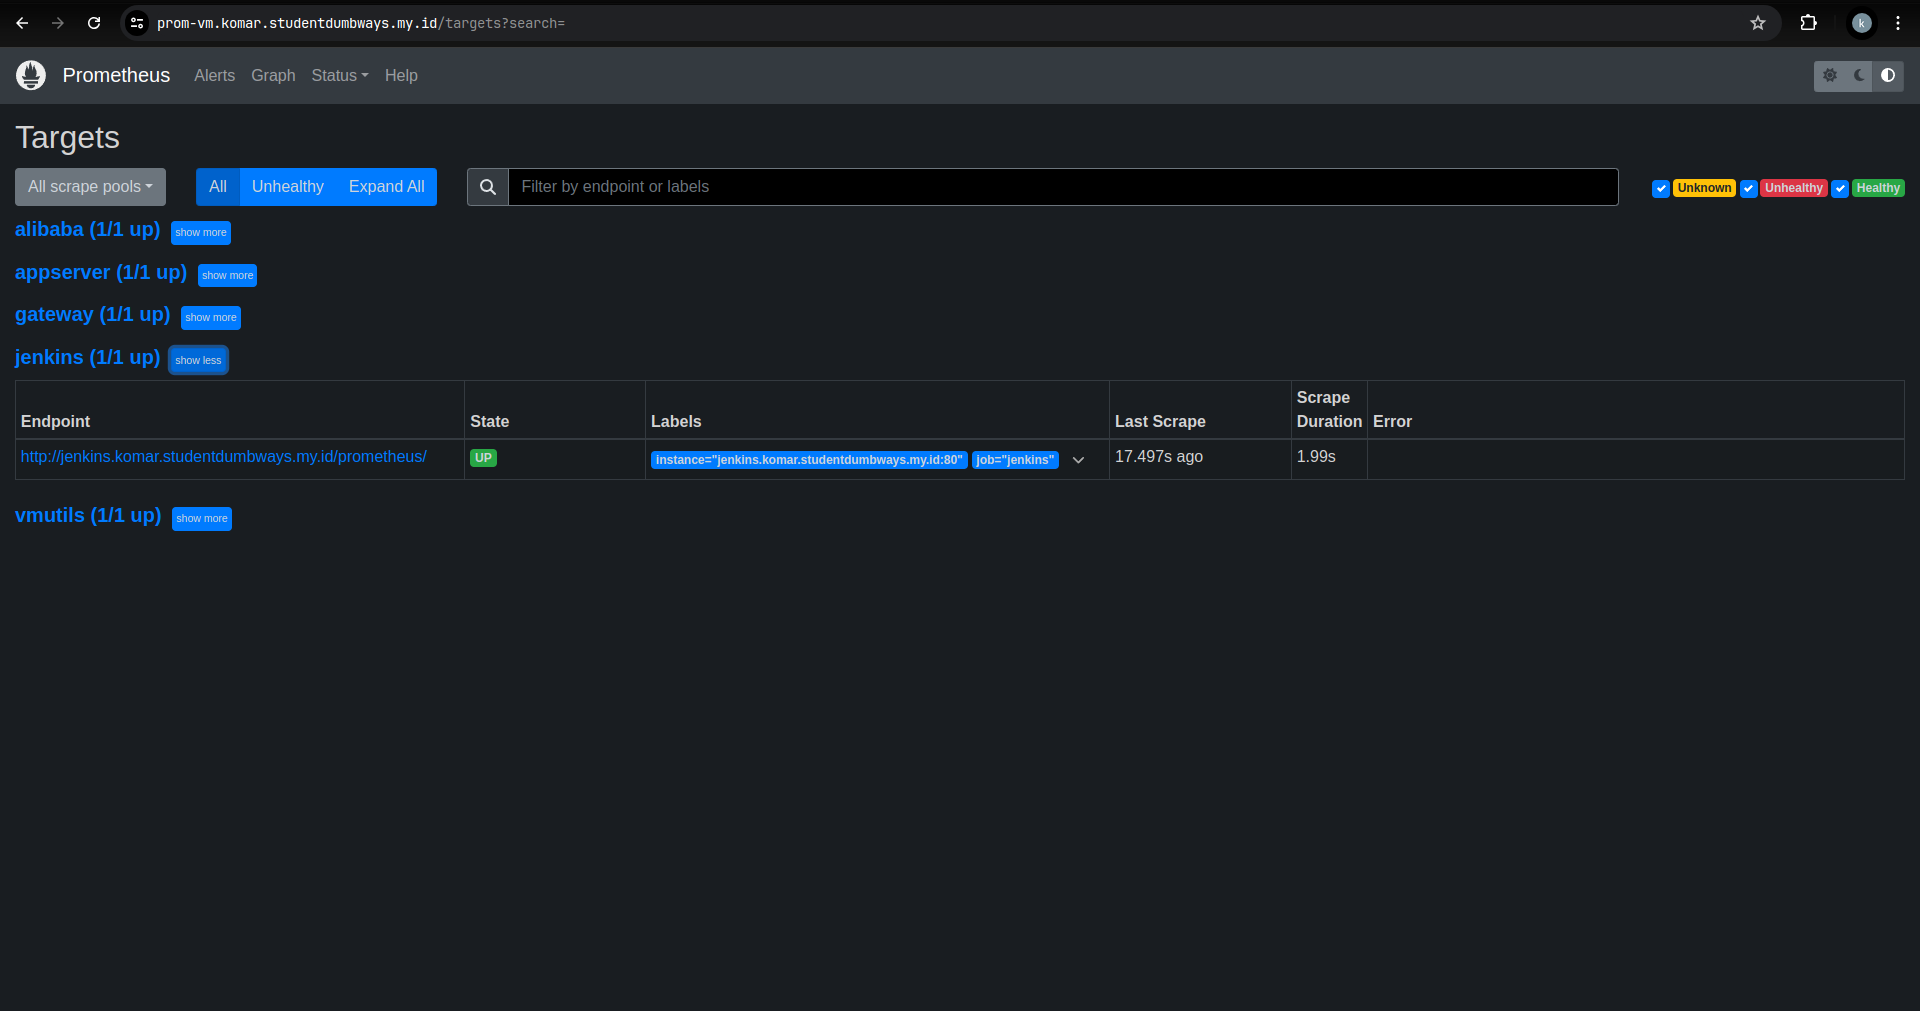 prom-vm.komar.studentdumbways.my.id/targets?search=
k
Prometheus Alerts Graph Status Help
Targets
All scrape pools All Unhealthy Expand All Filter by endpoint or labels Unknown Unhealthy Healthy
alibaba (1/1 up) show more
appserver (1/1 up) show more
gateway (1/1 up) show more
jenkins (1/1 up) show less
Endpoint State Labels Last Scrape Scrape Duration Error
http://jenkins.komar.studentdumbways.my.id/prometheus/ UP instance="jenkins.komar.studentdumbways.my.id:80" job="jenkins" 17.497s ago 1.99s
vmutils (1/1 up) show more